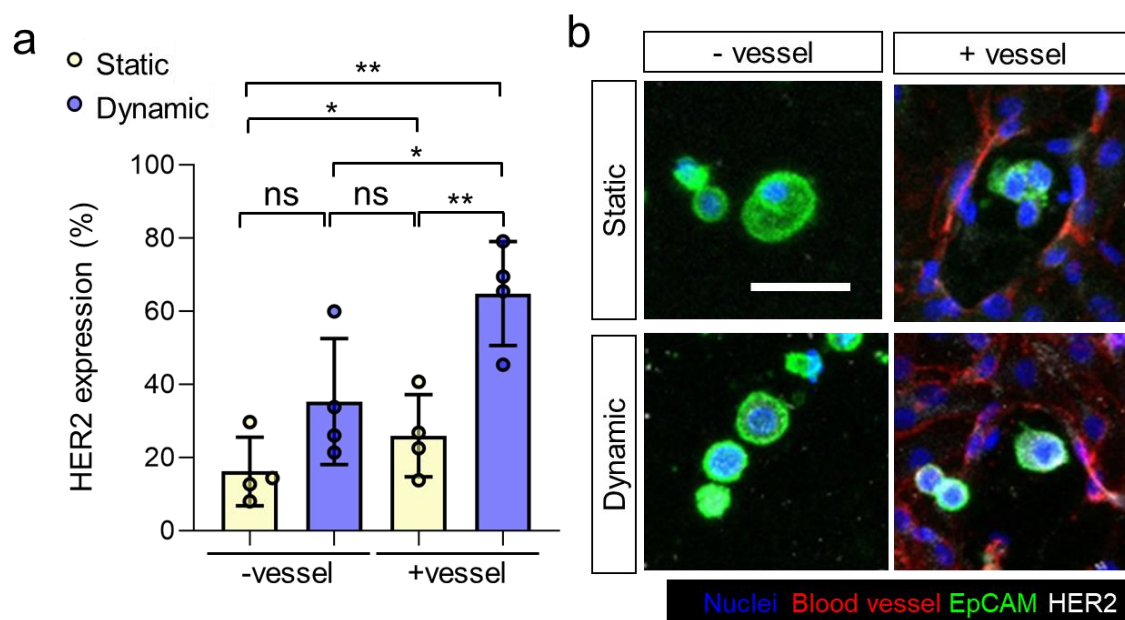 a
Static
Dynamic
**
*
*
ns
ns
**
HER2 expression (%)
100
80
60
40
20
0
-vessel
+vessel
b
- vessel
+ vessel
Static
Dynamic
Nuclei Blood vessel EpCAM HER2